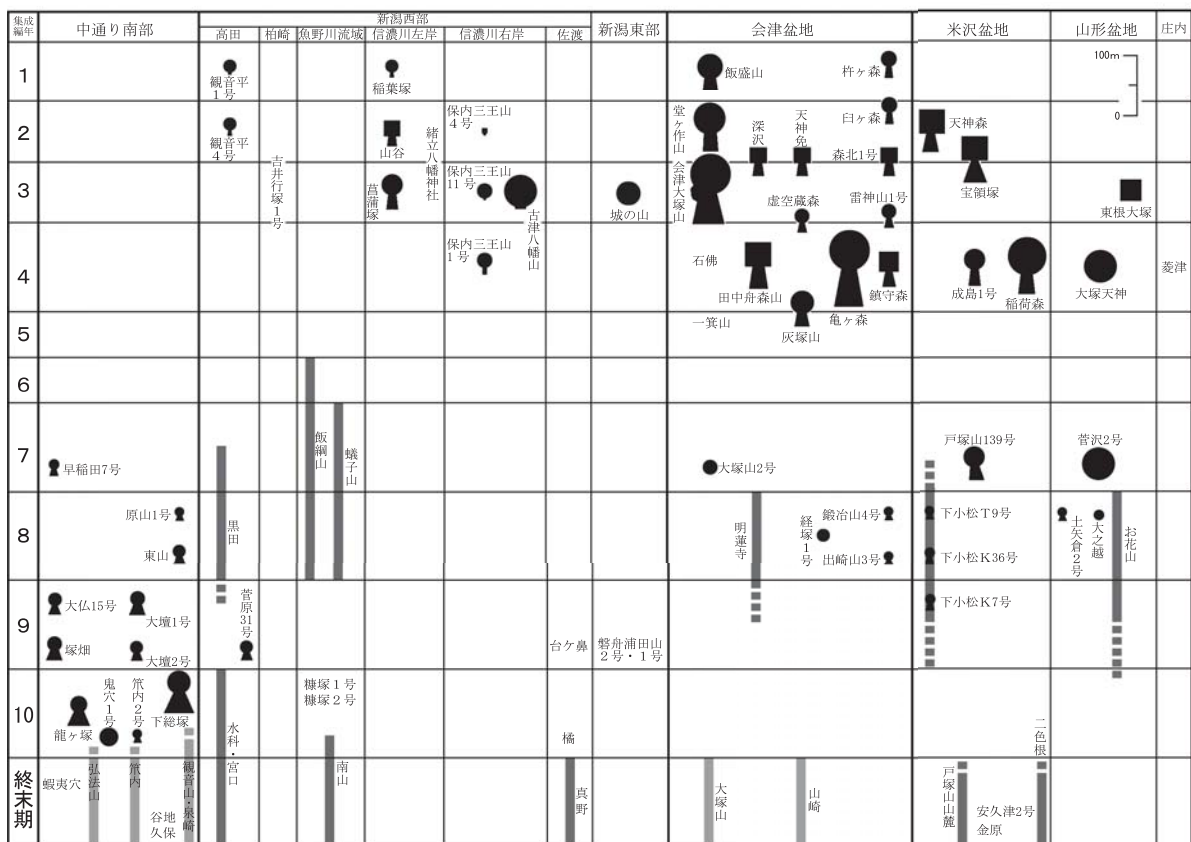 集成編年
中通り南部
新潟西部
高田
柏崎
魚野川流域
信濃川左岸
信濃川右岸
佐渡
新潟東部
会津盆地
米沢盆地
山形盆地
庄内
1
観音平1号
稲葉塚
飯盛山
杵ヶ森
100m
0
2
観音平4号
山谷
緒立八幡神社
保内三王山4号
堂ヶ作山
深沢
天神免
臼ヶ森
森北1号
天神森
宝領塚
3
吉井行塚1号
菖蒲塚
保内三王山11号
古津八幡山
城の山
会津大塚山
虚空蔵森
雷神山1号
東根大塚
4
保内三王山1号
石佛
田中舟森山
亀ヶ森
鎮守森
成島1号
稲荷森
大塚天神
菱津
5
一箕山
灰塚山
6
7
早稲田7号
飯綱山
蟻子山
大塚山2号
戸塚山139号
菅沢2号
8
原山1号
東山
黒田
明蓮寺
経塚1号
鍛冶山4号
出崎山3号
下小松T9号
下小松K36号
土矢倉2号
大之越
お花山
9
大仏15号
大壇1号
塚畑
大壇2号
菅原31号
台ケ鼻
磐舟浦田山2号・1号
下小松K7号
10
龍ヶ塚
鬼穴1号
笊内2号
下総塚
水科・宮口
糠塚1号
糠塚2号
橘
二色根
終末期
蝦夷穴
弘法山
笊内
谷地久保
観音山・泉崎
南山
真野
大塚山
山崎
戸塚山山麓
安久津2号
金原